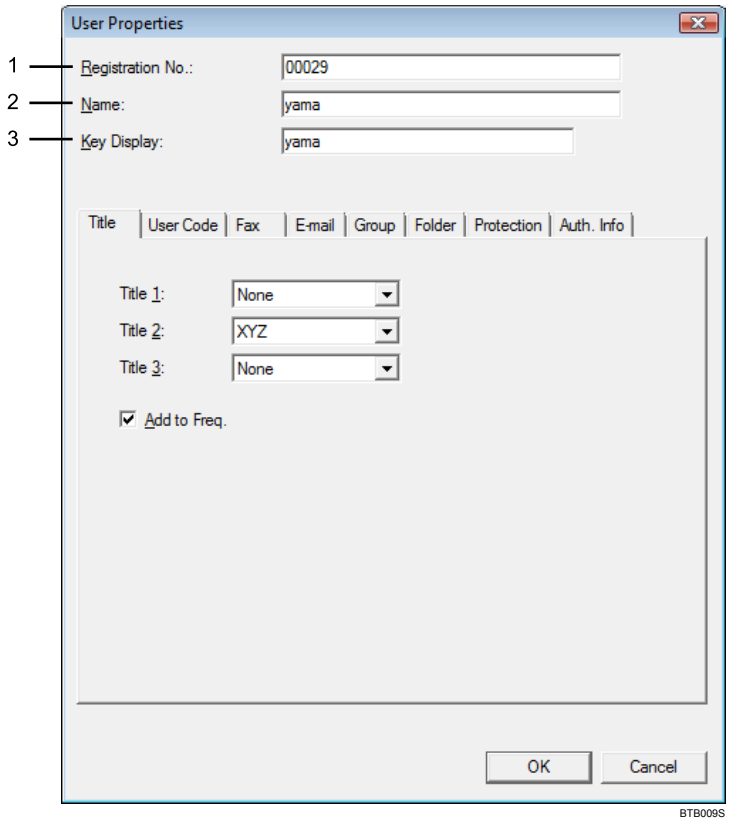 User Properties
1 Registration No.: 00029
2 Name: yama
3 Key Display: yama
Title User Code Fax E-mail Group Folder Protection Auth. Info
Title 1: None
Title 2: XYZ
Title 3: None
Add to Freq.
OK Cancel
BTB009S